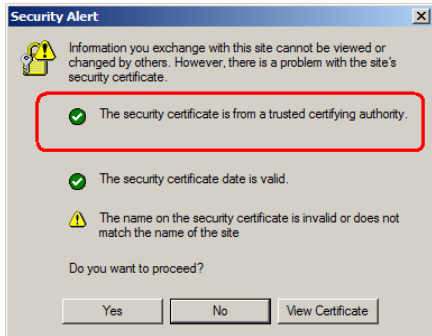 Security Alert
Information you exchange with this site cannot be viewed or
changed by others. However, there is a problem with the site's
security certificate.
The security certificate is from a trusted certifying authority.
The security certificate date is valid.
The name on the security certificate is invalid or does not
match the name of the site
Do you want to proceed?
Yes No View Certificate